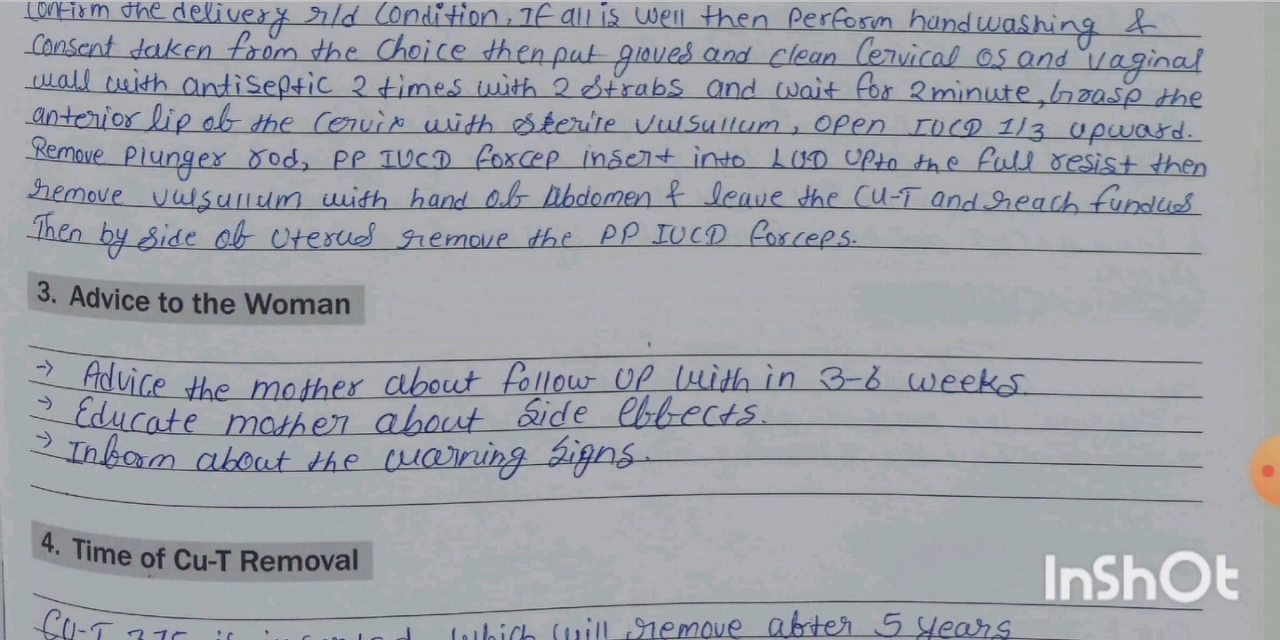 Confirm the delivery r/d Condition, If all is well then Perform handwashing &
Consent taken from the Choice then put gloves and clean Cervical os and vaginal
wall with antiseptic 2 times with 2 Strabs and wait for 2 minute, Grasp the
anterior lip of the Cervix with sterile Vulsullum, open IUCD 1/3 upward.
Remove Plunger rod, PP IUCD forcep insert into LUD Upto the full resist then
remove vulsullum with hand of Abdomen & leave the Cu-T and reach fundus
Then by side of Uterus remove the PP IUCD forceps.
3. Advice to the Woman
→ Advice the mother about follow up with in 3-6 weeks.
→ Educate mother about Side effects.
→ Inform about the warning Signs.
4. Time of Cu-T Removal
InShOt
Cu-T 375 is inserted which will remove after 5 years